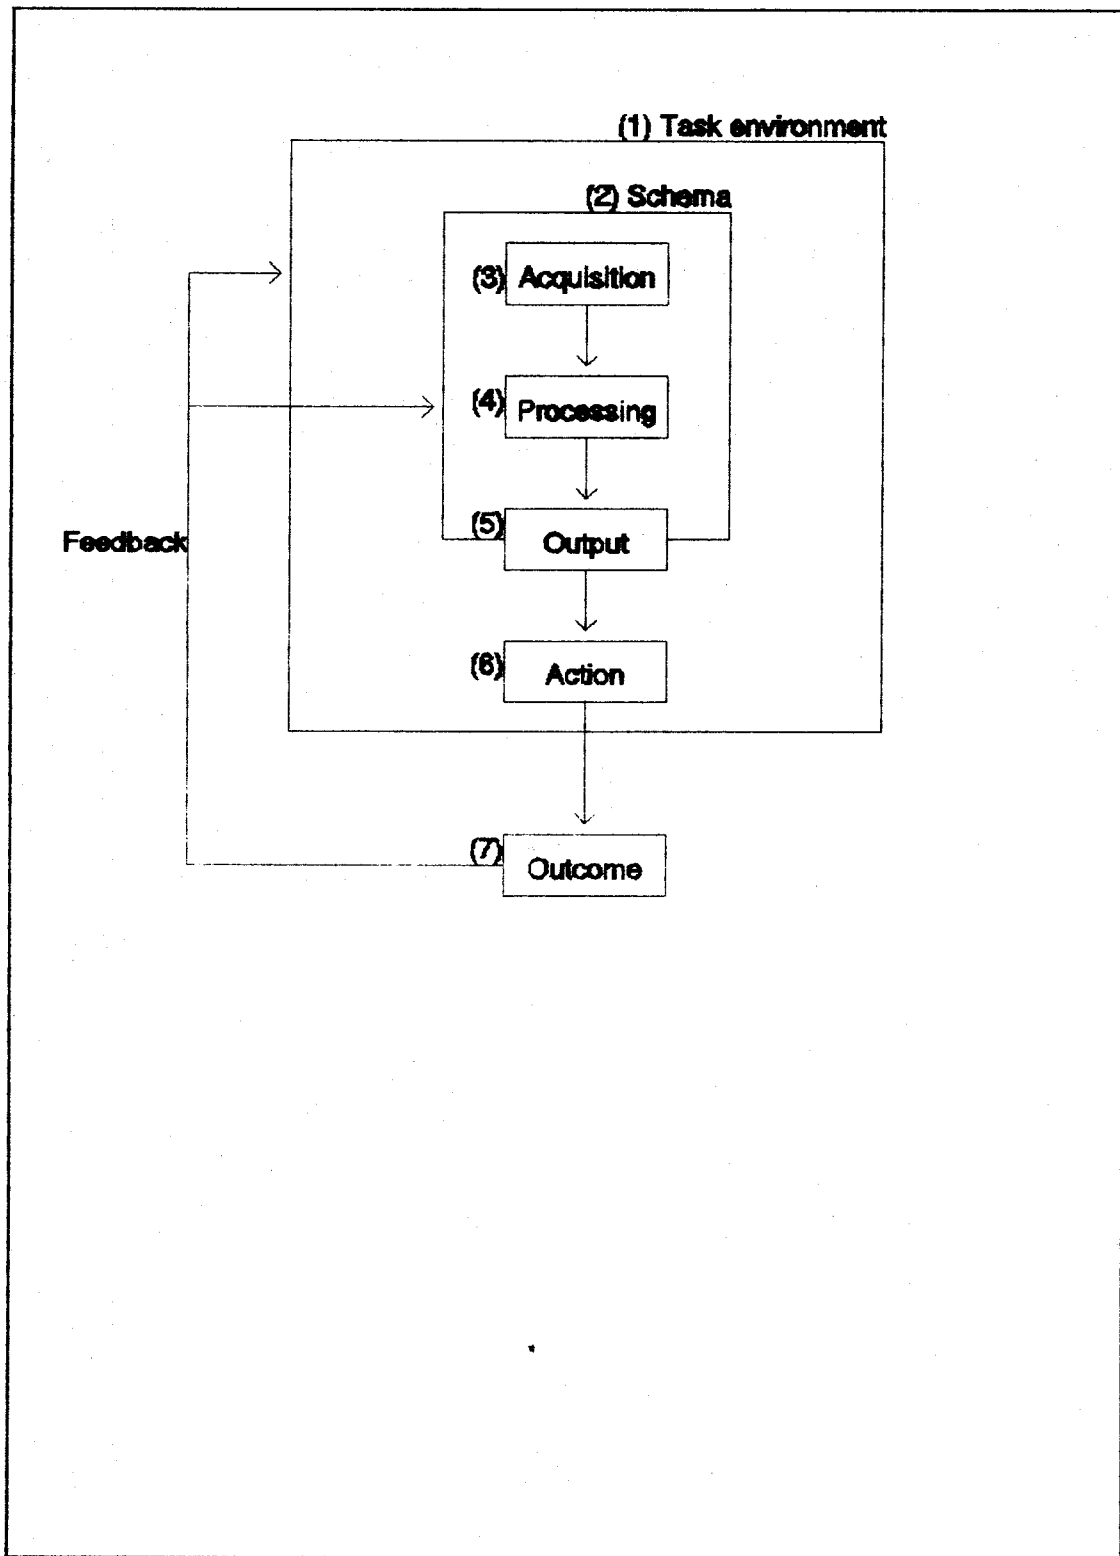 (1) Task environment
(2) Schema
(3) Acquisition
(4) Processing
(5) Output
Feedback
(6) Action
(7) Outcome